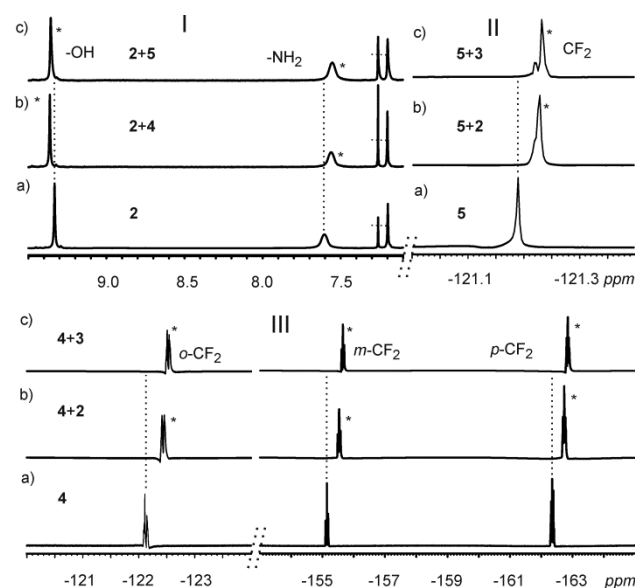 I
II
c)
*
-OH
2+5
-NH2
*
c)
5+3
CF2
*
b)
*
2+4
*
b)
5+2
*
a)
2
a)
5
9.0 8.5 8.0 7.5
-121.1 -121.3 ppm
III
c)
4+3
*
o-CF2
*
m-CF2
p-CF2
*
b)
4+2
*
*
*
a)
4
-121 -122 -123 -155 -157 -159 -161 -163 ppm